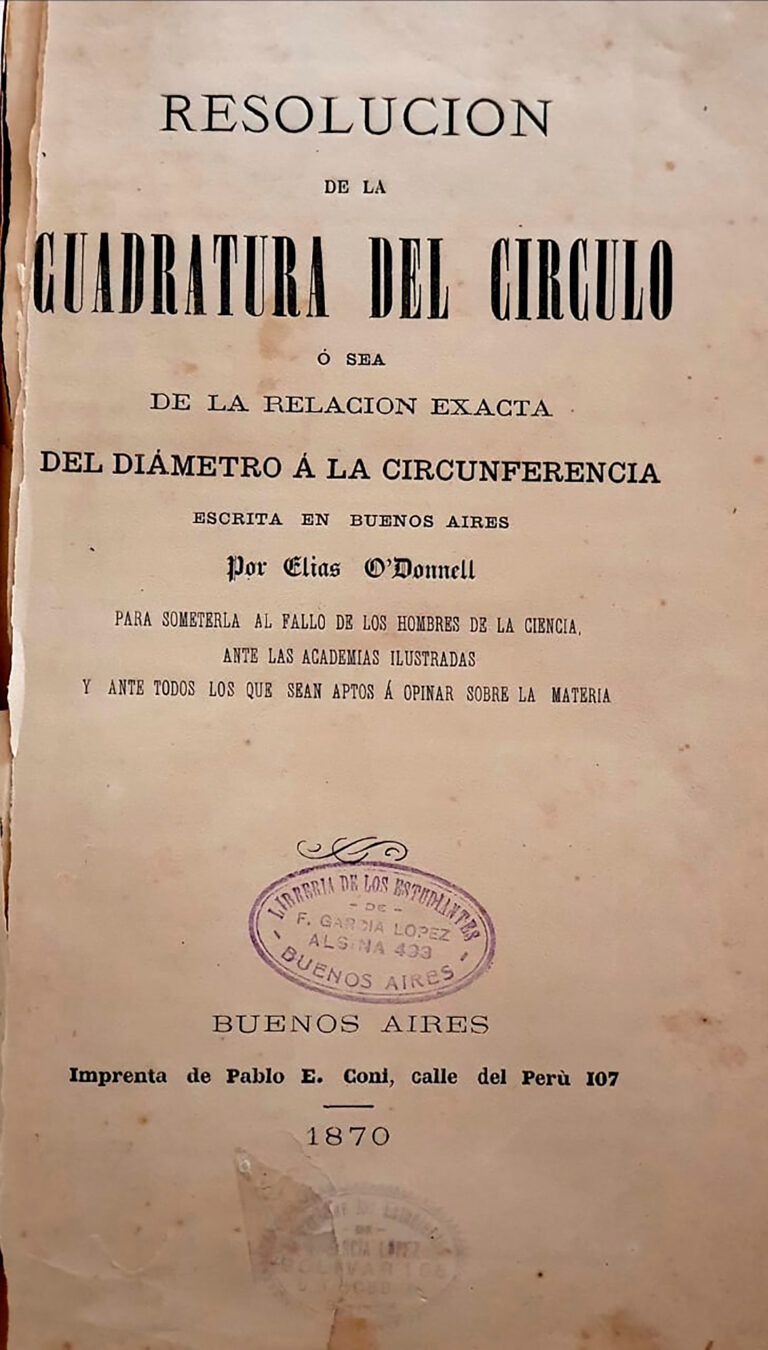 RESOLUCION
DE LA
CUADRATURA DEL CIRCULO
Ó SEA
DE LA RELACION EXACTA
DEL DIÁMETRO Á LA CIRCUNFERENCIA
ESCRITA EN BUENOS AIRES
Por Elias O'Donnell
PARA SOMETERLA AL FALLO DE LOS HOMBRES DE LA CIENCIA,
ANTE LAS ACADEMIAS ILUSTRADAS
Y ANTE TODOS LOS QUE SEAN APTOS Á OPINAR SOBRE LA MATERIA
LIBRERIA DE LOS ESTUDIANTES
- DE -
F. GARCIA LOPEZ
ALSINA 433
- BUENOS AIRES -
BUENOS AIRES
Imprenta de Pablo E. Coni, calle del Perù 107
1870